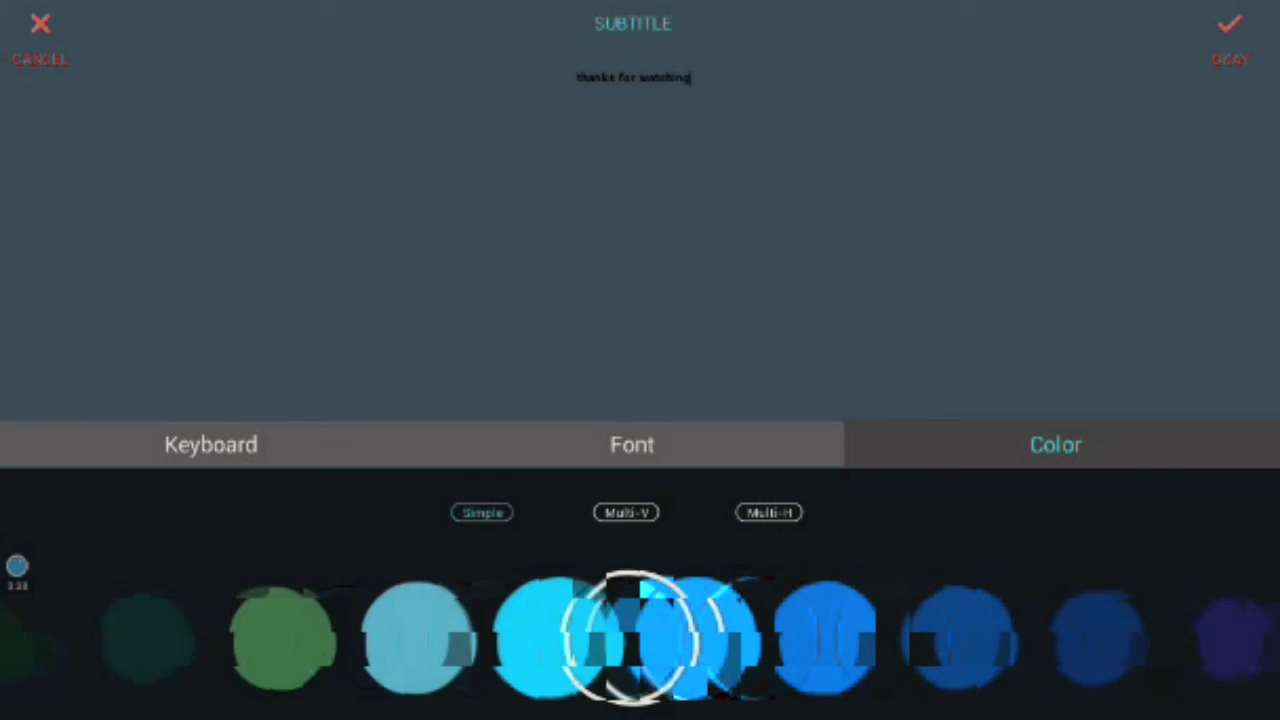 SUBTITLE
CANCEL
OKAY
thanks for watching
Keyboard
Font
Color
Simple
Multi-V
Multi-H